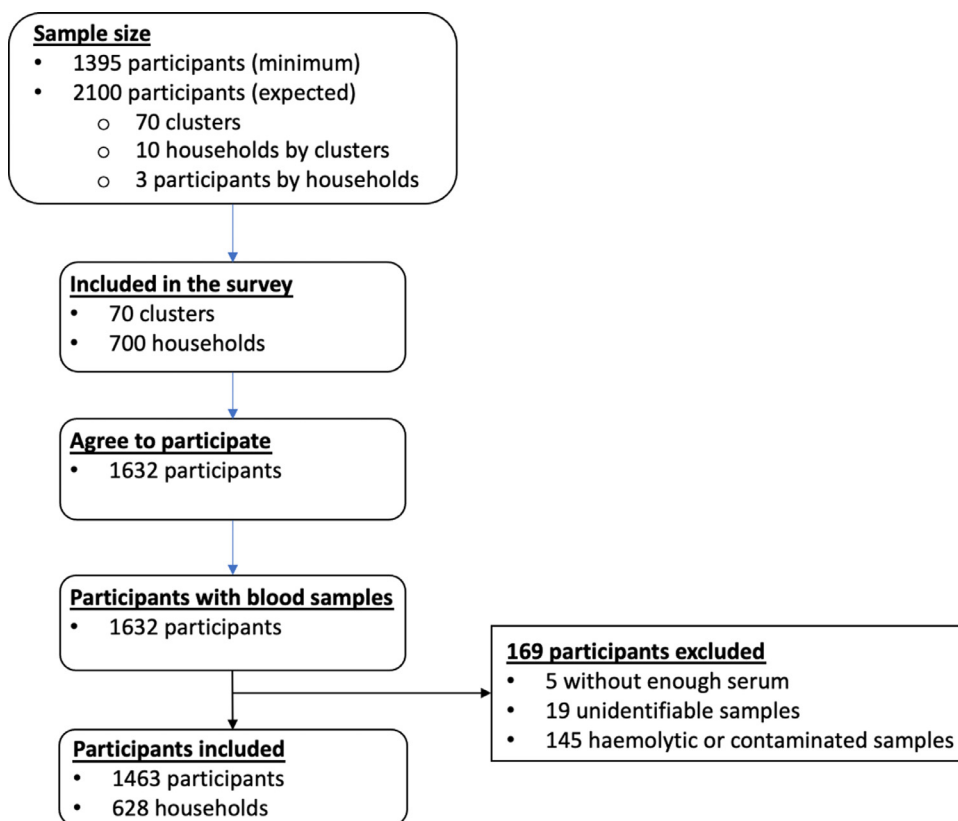 Sample size
• 1395 participants (minimum)
• 2100 participants (expected)
o 70 clusters
o 10 households by clusters
o 3 participants by households
Included in the survey
• 70 clusters
• 700 households
Agree to participate
• 1632 participants
Participants with blood samples
• 1632 participants
169 participants excluded
• 5 without enough serum
• 19 unidentifiable samples
• 145 haemolytic or contaminated samples
Participants included
• 1463 participants
• 628 households